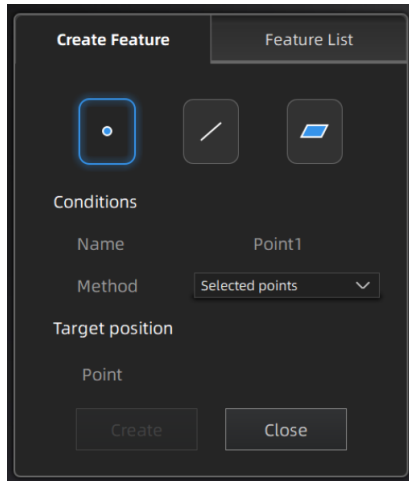 Create Feature Feature List
Conditions
Name Point1
Method Selected points
Target position
Point
Create Close